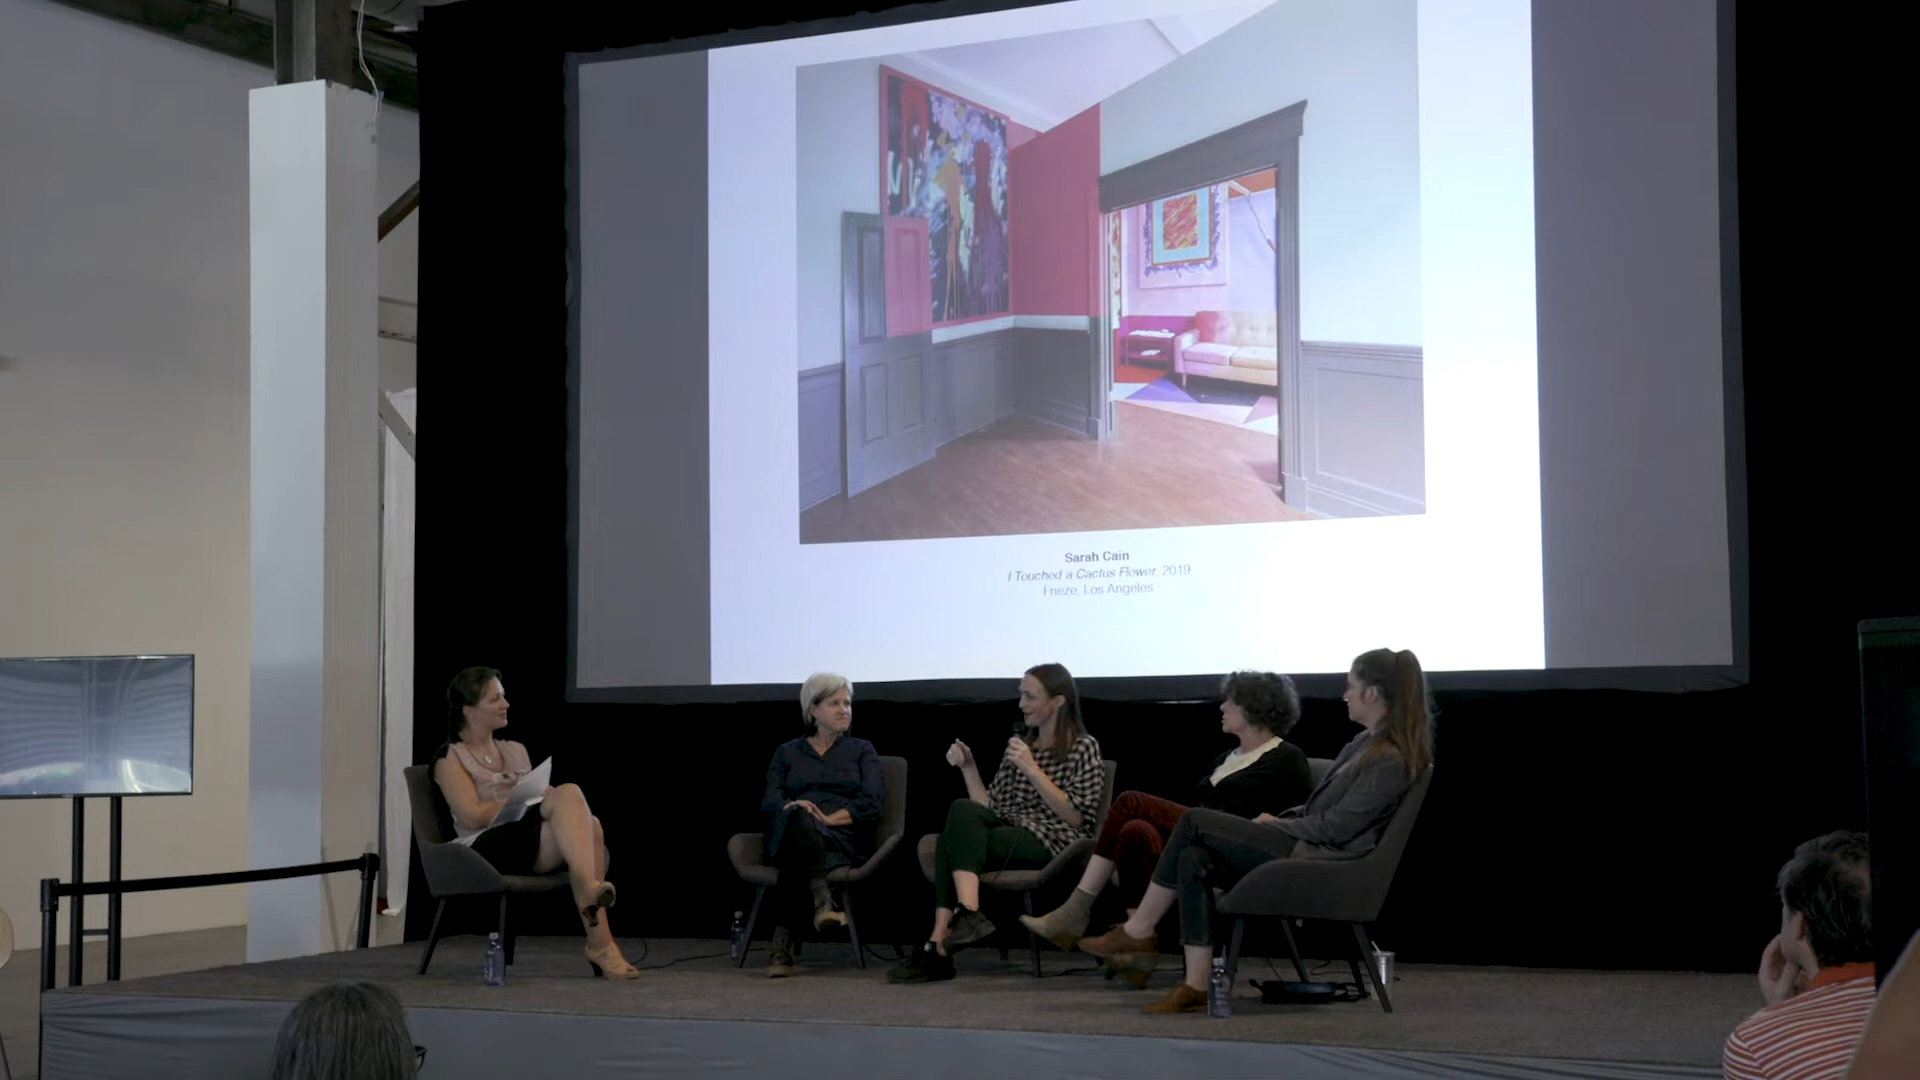 Sarah Cain
I Touched a Cactus Flower, 2019
Frieze, Los Angeles